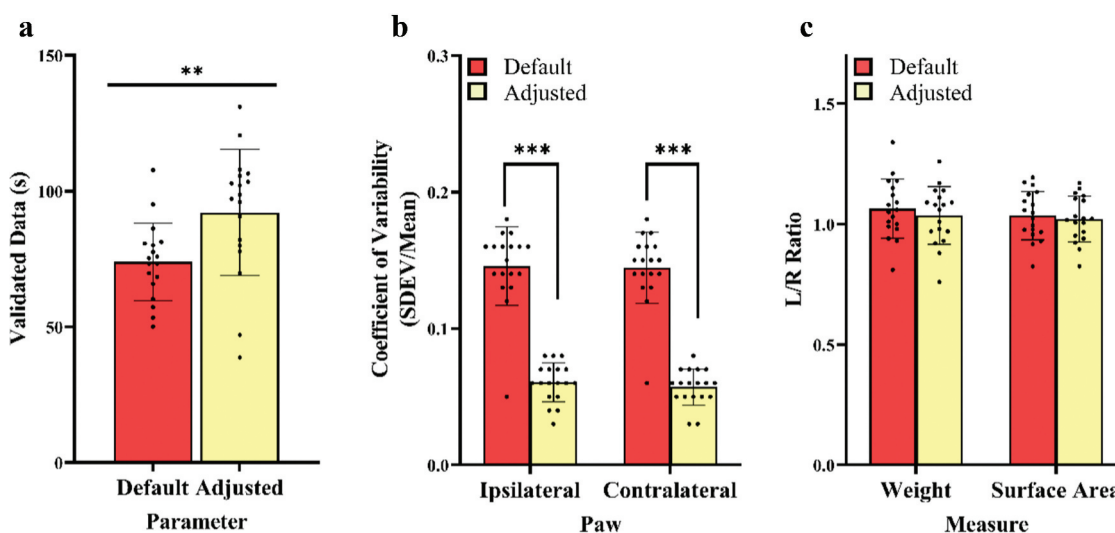 a
150
100
50
0
Validated Data (s)
**
Default Adjusted
Parameter
b
0.3
0.2
0.1
0.0
Coefficient of Variability
(SDEV/Mean)
Default
Adjusted
***
***
Ipsilateral
Contralateral
Paw
c
1.5
1.0
0.5
0.0
L/R Ratio
Default
Adjusted
Weight
Surface Area
Measure